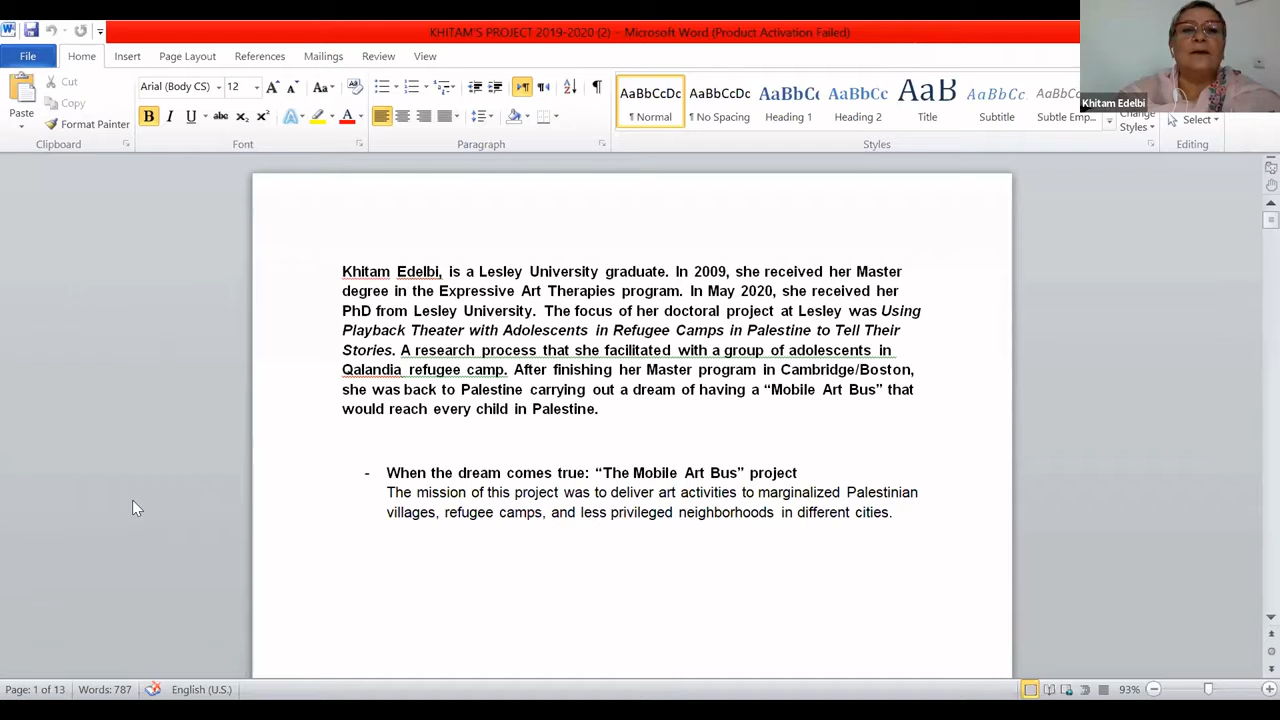 KHITAM'S PROJECT 2019-2020 (2) – Microsoft Word (Product Activation Failed)
File Home Insert Page Layout References Mailings Review View
Cut
Copy
Format Painter
Paste
Clipboard
Arial (Body CS) 12
Font
Paragraph
AaBbCcDc AaBbCcDc AaBbCc AaBbCc AaB AaBbCc. AaBbCc
¶ Normal ¶ No Spacing Heading 1 Heading 2 Title Subtitle Subtle Emp...
Change
Styles
Styles
Select
Editing
Khitam Edelbi
Khitam Edelbi, is a Lesley University graduate. In 2009, she received her Master
degree in the Expressive Art Therapies program. In May 2020, she received her
PhD from Lesley University. The focus of her doctoral project at Lesley was Using
Playback Theater with Adolescents in Refugee Camps in Palestine to Tell Their
Stories. A research process that she facilitated with a group of adolescents in
Qalandia refugee camp. After finishing her Master program in Cambridge/Boston,
she was back to Palestine carrying out a dream of having a “Mobile Art Bus” that
would reach every child in Palestine.
- When the dream comes true: “The Mobile Art Bus” project
The mission of this project was to deliver art activities to marginalized Palestinian
villages, refugee camps, and less privileged neighborhoods in different cities.
Page: 1 of 13 Words: 787 English (U.S.) 93%